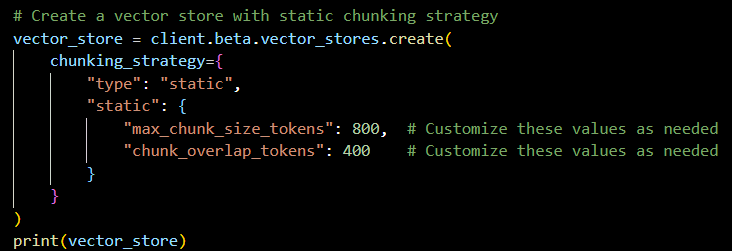 # Create a vector store with static chunking strategy
vector_store = client.beta.vector_stores.create(
    chunking_strategy={
        "type": "static",
        "static": {
            "max_chunk_size_tokens": 800,  # Customize these values as needed
            "chunk_overlap_tokens": 400    # Customize these values as needed
        }
    }
)
print(vector_store)